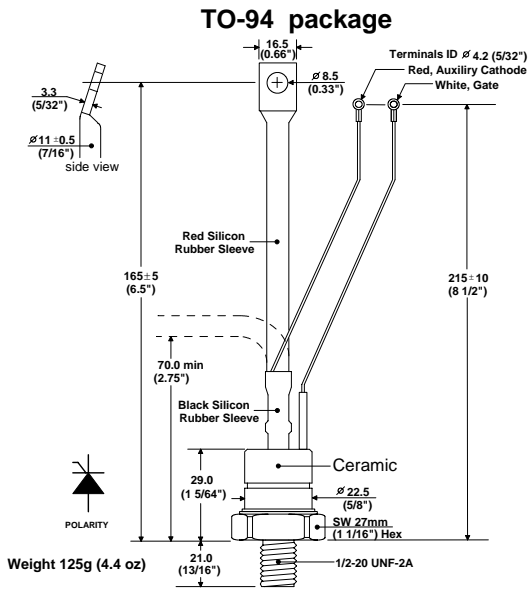 TO-94 package
16.5
(0.66")
Terminals ID ø 4.2 (5/32")
Red, Auxiliry Cathode
White, Gate
ø 8.5
(0.33")
3.3
(5/32")
ø 11 ±0.5
(7/16")
side view
Red Silicon
Rubber Sleeve
165±5
(6.5")
215±10
(8 1/2")
70.0 min
(2.75")
Black Silicon
Rubber Sleeve
Ceramic
29.0
(1 5/64")
ø 22.5
(5/8")
POLARITY
SW 27mm
(1 1/16") Hex
Weight 125g (4.4 oz)
21.0
(13/16")
1/2-20 UNF-2A